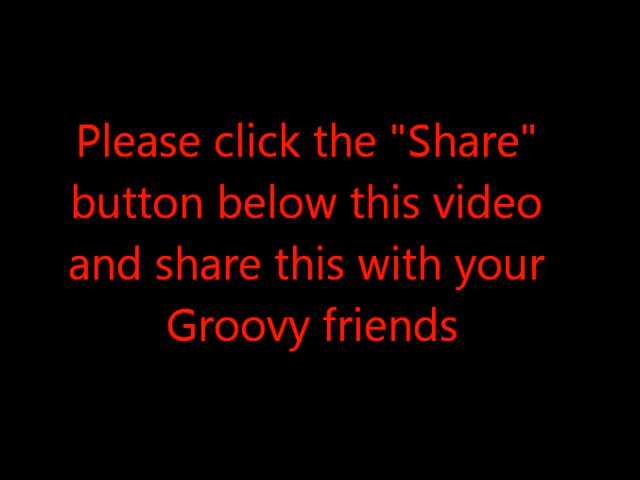 Please click the "Share"
button below this video
and share this with your
Groovy friends